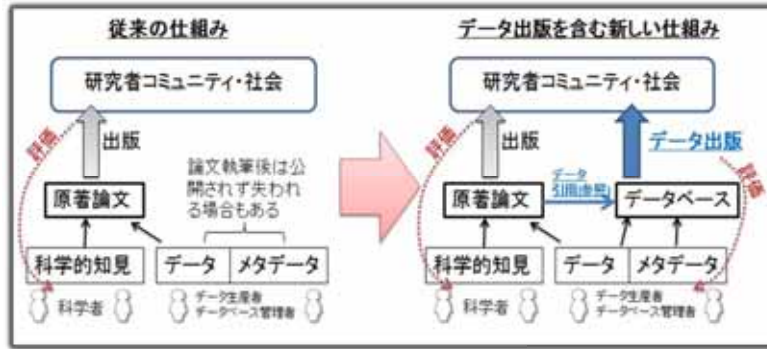 従来の仕組み
研究者コミュニティ・社会
評価
出版
論文執筆後は公
開されず失われ
る場合もある
原著論文
科学的知見
データ
メタデータ
科学者
データ生産者
データベース管理者
データ出版を含む新しい仕組み
研究者コミュニティ・社会
評価
出版
データ出版
データ
引用(参照)
評価
原著論文
データベース
科学的知見
データ
メタデータ
科学者
データ生産者
データベース管理者